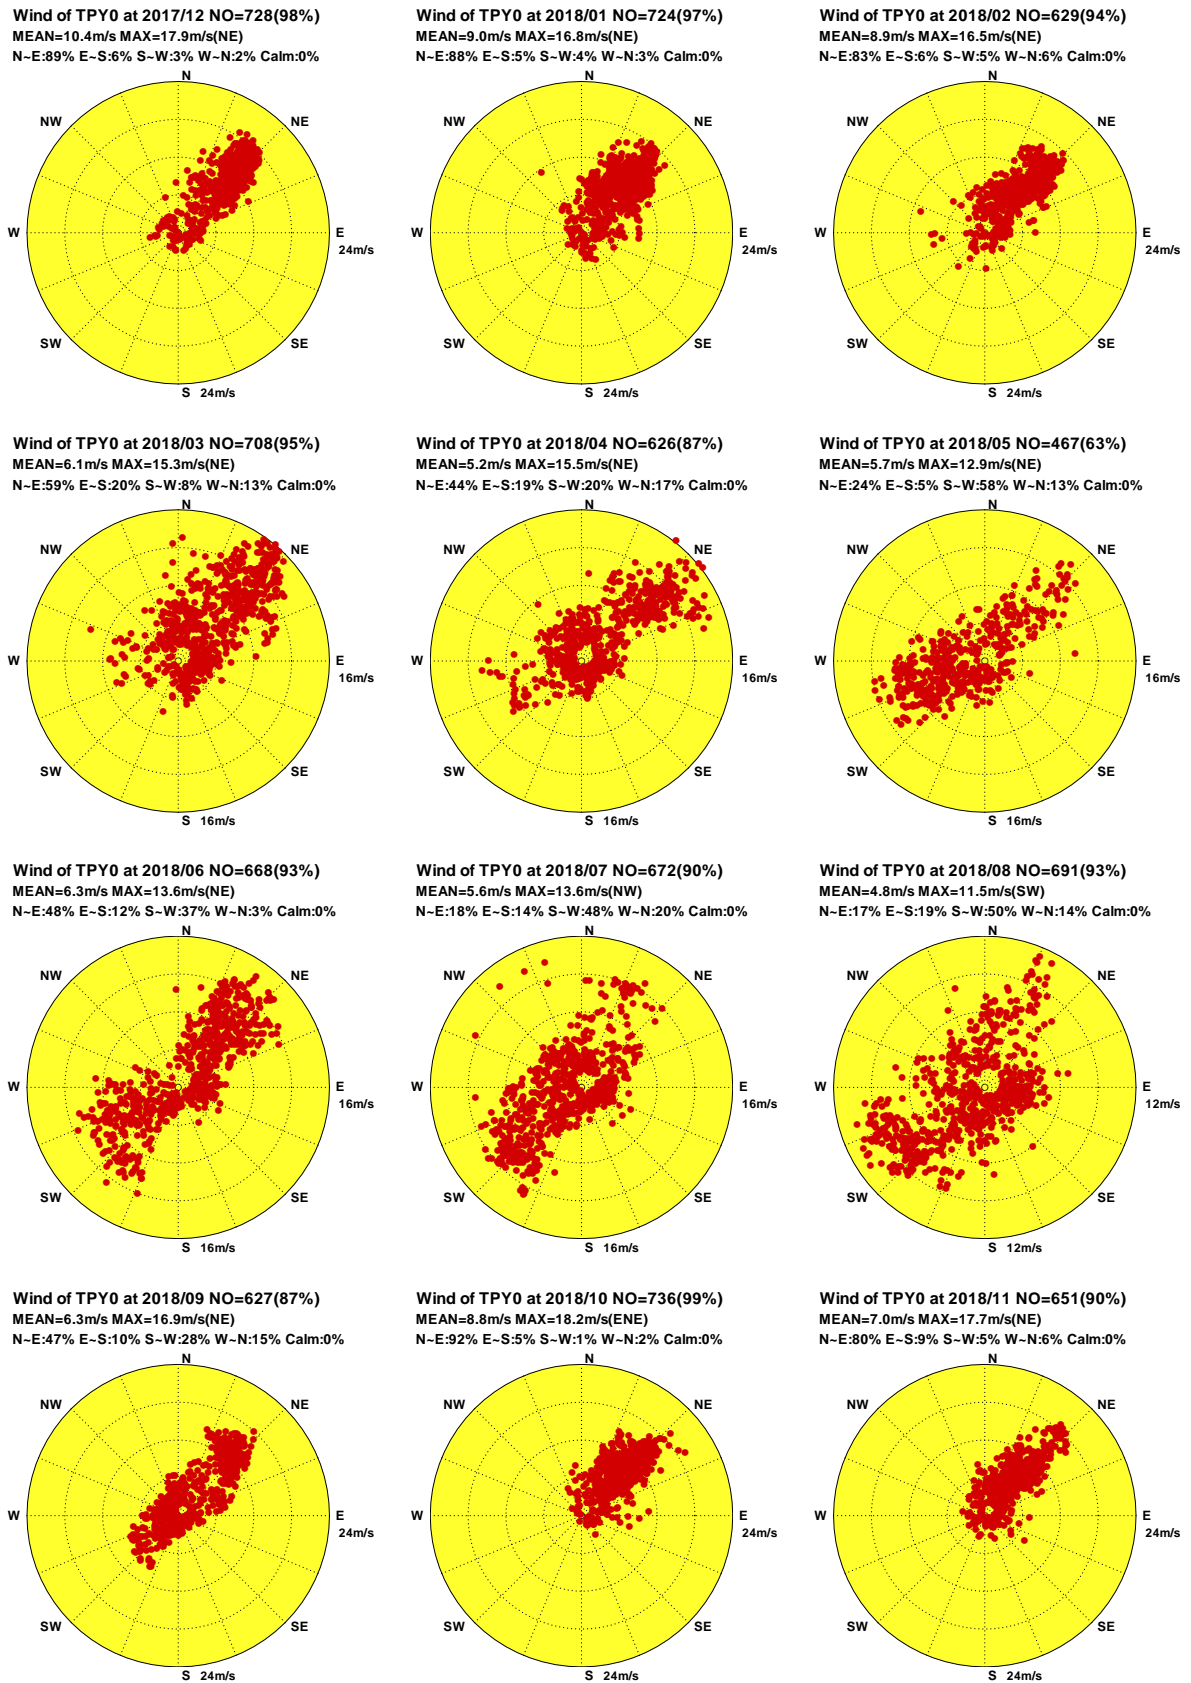 Wind of TPY0 at 2017/12 NO=728(98%)
MEAN=10.4m/s MAX=17.9m/s(NE)
N~E:89% E~S:6% S~W:3% W~N:2% Calm:0%
N
NW
NE
W
E
24m/s
SW
SE
S 24m/s
Wind of TPY0 at 2018/01 NO=724(97%)
MEAN=9.0m/s MAX=16.8m/s(NE)
N~E:88% E~S:5% S~W:4% W~N:3% Calm:0%
N
NW
NE
W
E
24m/s
SW
SE
S 24m/s
Wind of TPY0 at 2018/02 NO=629(94%)
MEAN=8.9m/s MAX=16.5m/s(NE)
N~E:83% E~S:6% S~W:5% W~N:6% Calm:0%
N
NW
NE
W
E
24m/s
SW
SE
S 24m/s
Wind of TPY0 at 2018/03 NO=708(95%)
MEAN=6.1m/s MAX=15.3m/s(NE)
N~E:59% E~S:20% S~W:8% W~N:13% Calm:0%
N
NW
NE
W
E
16m/s
SW
SE
S 16m/s
Wind of TPY0 at 2018/04 NO=626(87%)
MEAN=5.2m/s MAX=15.5m/s(NE)
N~E:44% E~S:19% S~W:20% W~N:17% Calm:0%
N
NW
NE
W
E
16m/s
SW
SE
S 16m/s
Wind of TPY0 at 2018/05 NO=467(63%)
MEAN=5.7m/s MAX=12.9m/s(NE)
N~E:24% E~S:5% S~W:58% W~N:13% Calm:0%
N
NW
NE
W
E
16m/s
SW
SE
S 16m/s
Wind of TPY0 at 2018/06 NO=668(93%)
MEAN=6.3m/s MAX=13.6m/s(NE)
N~E:48% E~S:12% S~W:37% W~N:3% Calm:0%
N
NW
NE
W
E
16m/s
SW
SE
S 16m/s
Wind of TPY0 at 2018/07 NO=672(90%)
MEAN=5.6m/s MAX=13.6m/s(NW)
N~E:18% E~S:14% S~W:48% W~N:20% Calm:0%
N
NW
NE
W
E
16m/s
SW
SE
S 16m/s
Wind of TPY0 at 2018/08 NO=691(93%)
MEAN=4.8m/s MAX=11.5m/s(SW)
N~E:17% E~S:19% S~W:50% W~N:14% Calm:0%
N
NW
NE
W
E
12m/s
SW
SE
S 12m/s
Wind of TPY0 at 2018/09 NO=627(87%)
MEAN=6.3m/s MAX=16.9m/s(NE)
N~E:47% E~S:10% S~W:28% W~N:15% Calm:0%
N
NW
NE
W
E
24m/s
SW
SE
S 24m/s
Wind of TPY0 at 2018/10 NO=736(99%)
MEAN=8.8m/s MAX=18.2m/s(ENE)
N~E:92% E~S:5% S~W:1% W~N:2% Calm:0%
N
NW
NE
W
E
24m/s
SW
SE
S 24m/s
Wind of TPY0 at 2018/11 NO=651(90%)
MEAN=7.0m/s MAX=17.7m/s(NE)
N~E:80% E~S:9% S~W:5% W~N:6% Calm:0%
N
NW
NE
W
E
24m/s
SW
SE
S 24m/s